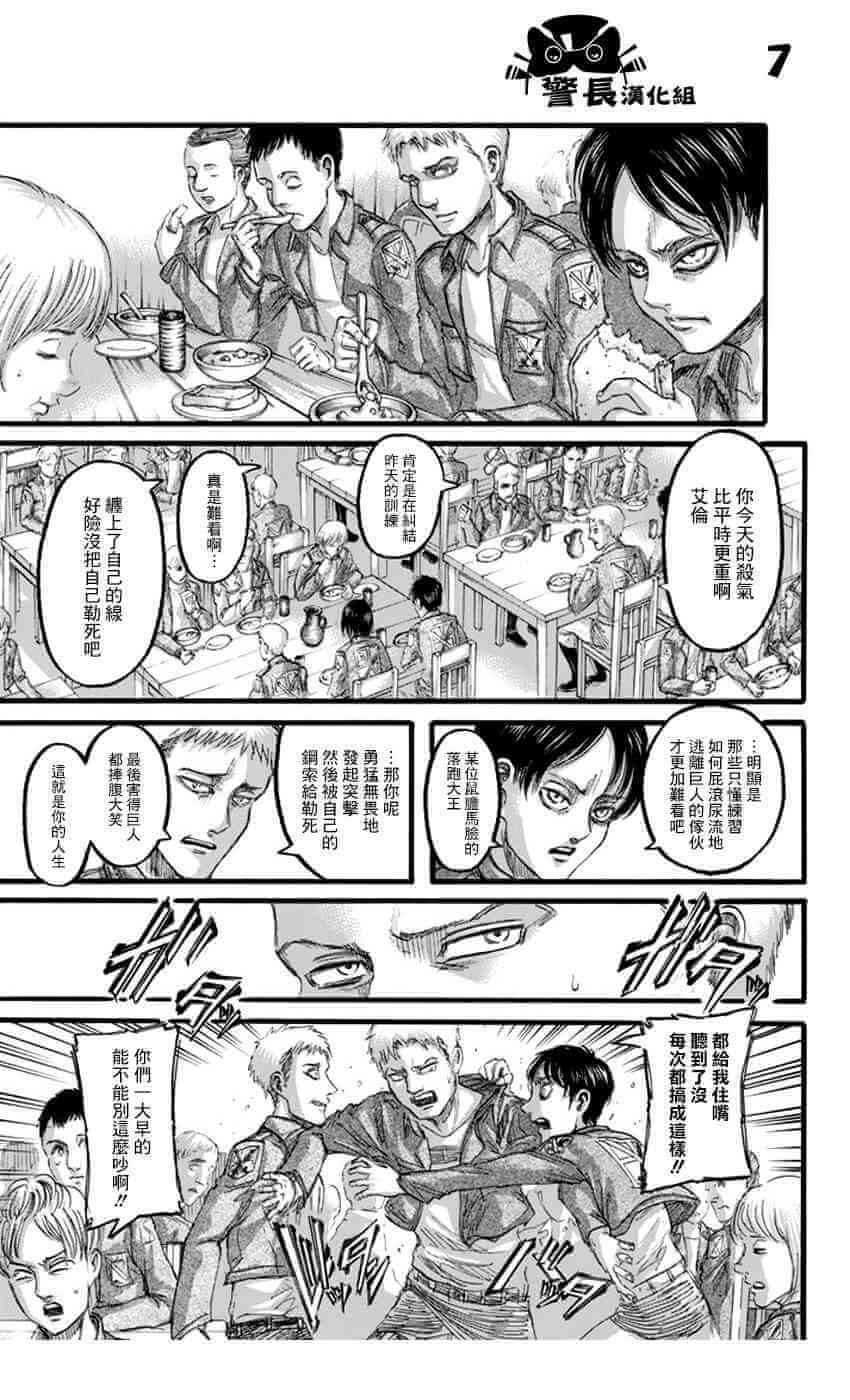 7
警長漢化組
你今天的殺氣
比平時更重啊
艾倫
肯定是在糾結
昨天的訓練
真是難看啊…
纏上了自己的線
好險沒把自己勒死吧
…明顯是
那些只懂練習
如何屁滾尿流地
逃離巨人的傢伙
才更加難看吧
某位鼠膽馬臉的
落跑大王
…那你呢
勇猛無畏地
發起突擊
然後被自己的
鋼索給勒死
最後害得巨人
都捧腹大笑
這就是你的人生
ガタ
ガタ
都給我住嘴
聽到了沒
每次都搞成這樣!!
你們一大早的
能不能別這麼吵啊!!